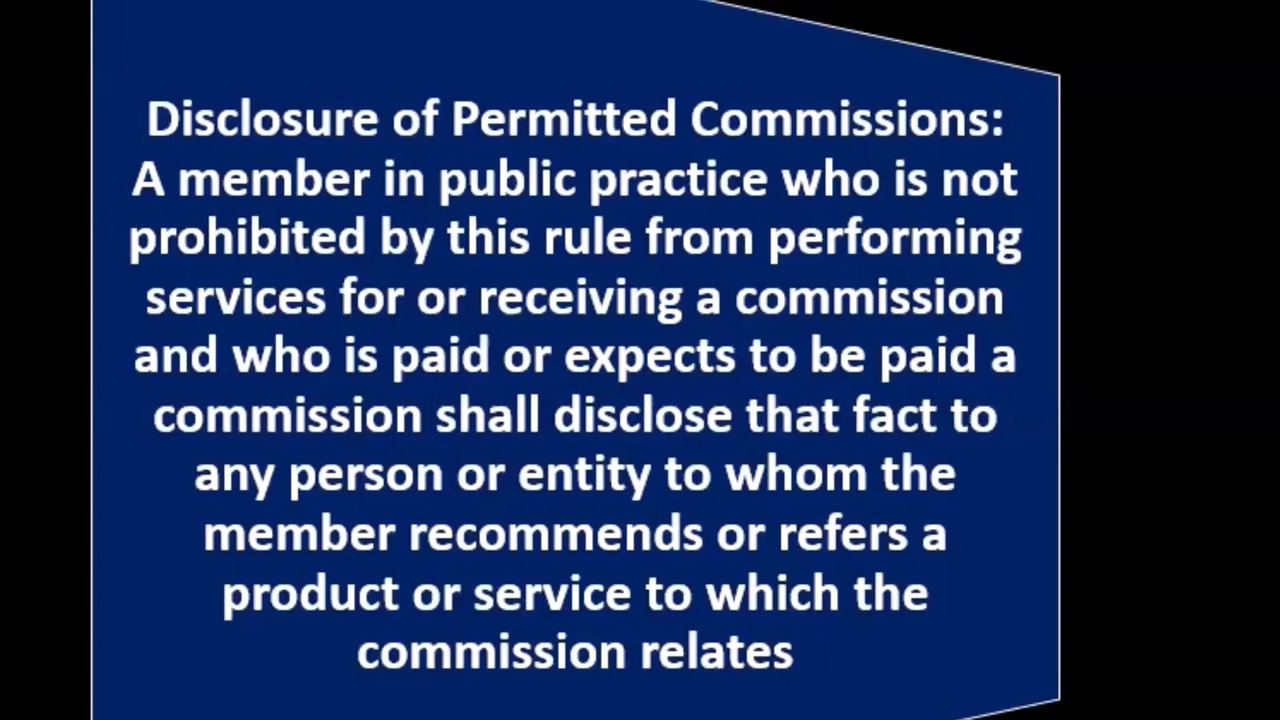 Disclosure of Permitted Commissions:
A member in public practice who is not
prohibited by this rule from performing
services for or receiving a commission
and who is paid or expects to be paid a
commission shall disclose that fact to
any person or entity to whom the
member recommends or refers a
product or service to which the
commission relates